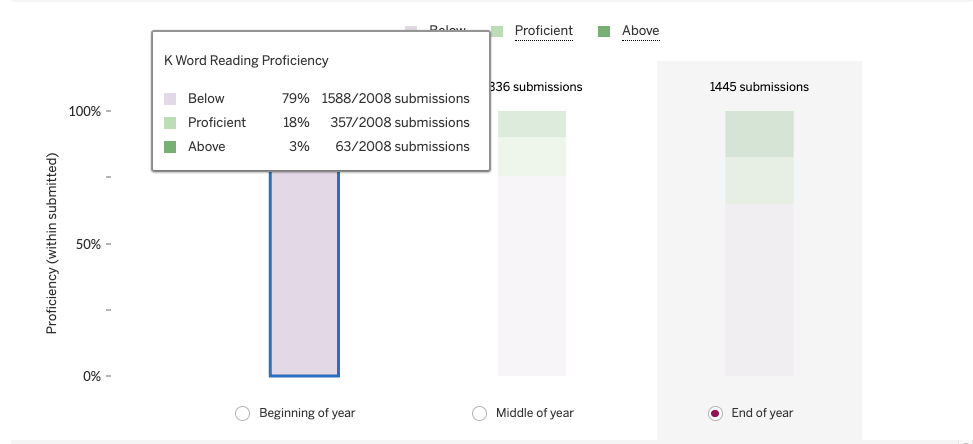 Proficient Above
K Word Reading Proficiency
Below 79% 1588/2008 submissions
Proficient 18% 357/2008 submissions
Above 3% 63/2008 submissions
336 submissions
1445 submissions
100%
50%
0%
Proficiency (within submitted)
Beginning of year
Middle of year
End of year